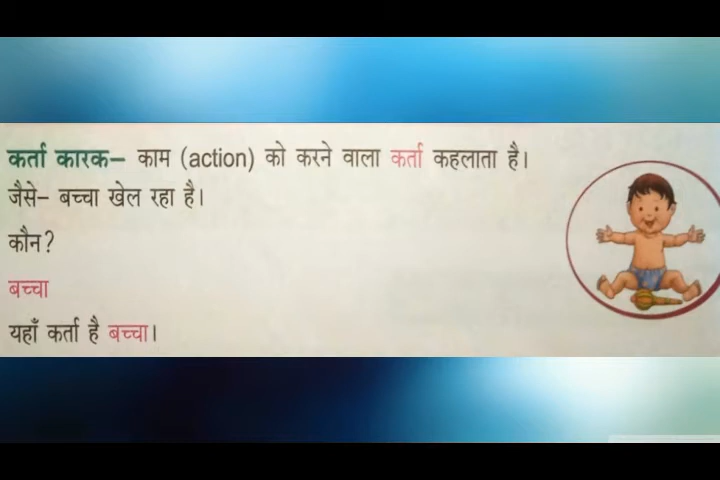 कर्ता कारक– काम (action) को करने वाला कर्ता कहलाता है।
जैसे– बच्चा खेल रहा है।
कौन?
बच्चा
यहाँ कर्ता है बच्चा।